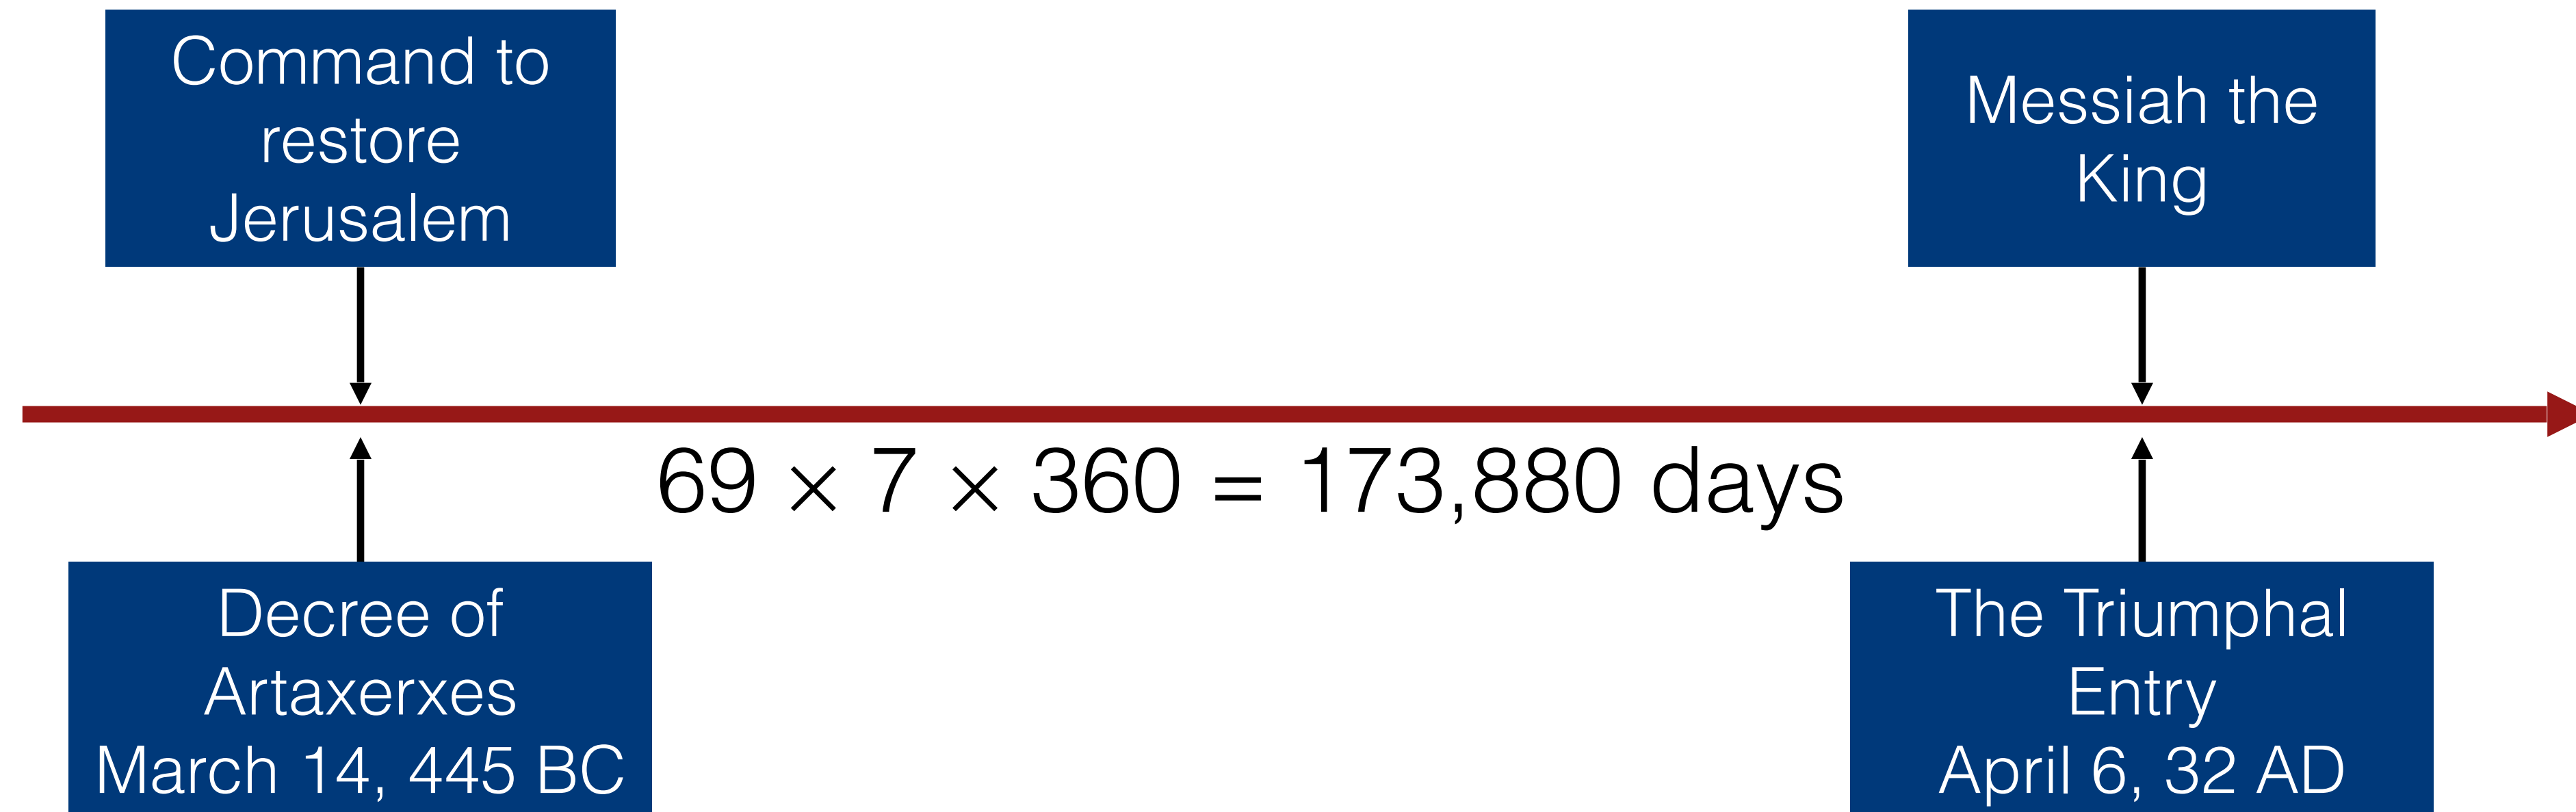 Command to
restore
Jerusalem
Messiah the
King
69 × 7 × 360 = 173,880 days
Decree of
Artaxerxes
March 14, 445 BC
The Triumphal
Entry
April 6, 32 AD